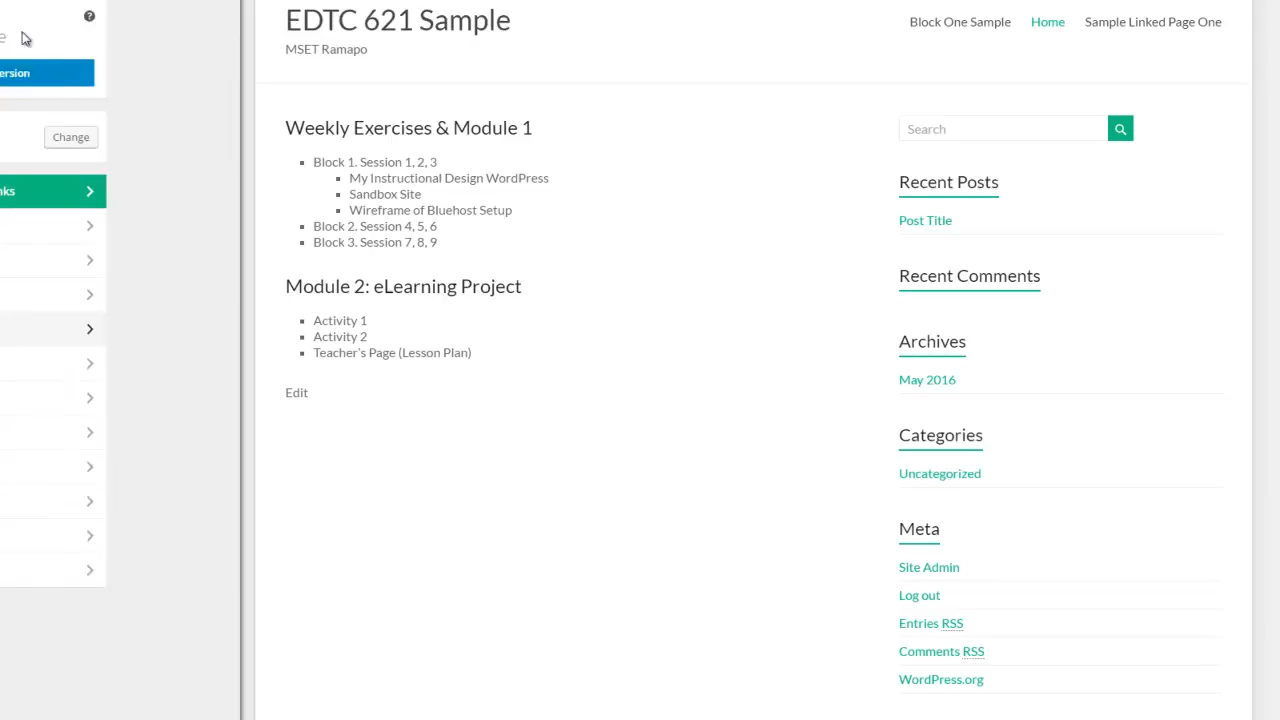 ersion
Change
nks
EDTC 621 Sample
MSET Ramapo
Block One Sample
Home
Sample Linked Page One
Weekly Exercises & Module 1
Block 1. Session 1, 2, 3
My Instructional Design WordPress
Sandbox Site
Wireframe of Bluehost Setup
Block 2. Session 4, 5, 6
Block 3. Session 7, 8, 9
Module 2: eLearning Project
Activity 1
Activity 2
Teacher's Page (Lesson Plan)
Edit
Search
Recent Posts
Post Title
Recent Comments
Archives
May 2016
Categories
Uncategorized
Meta
Site Admin
Log out
Entries RSS
Comments RSS
WordPress.org